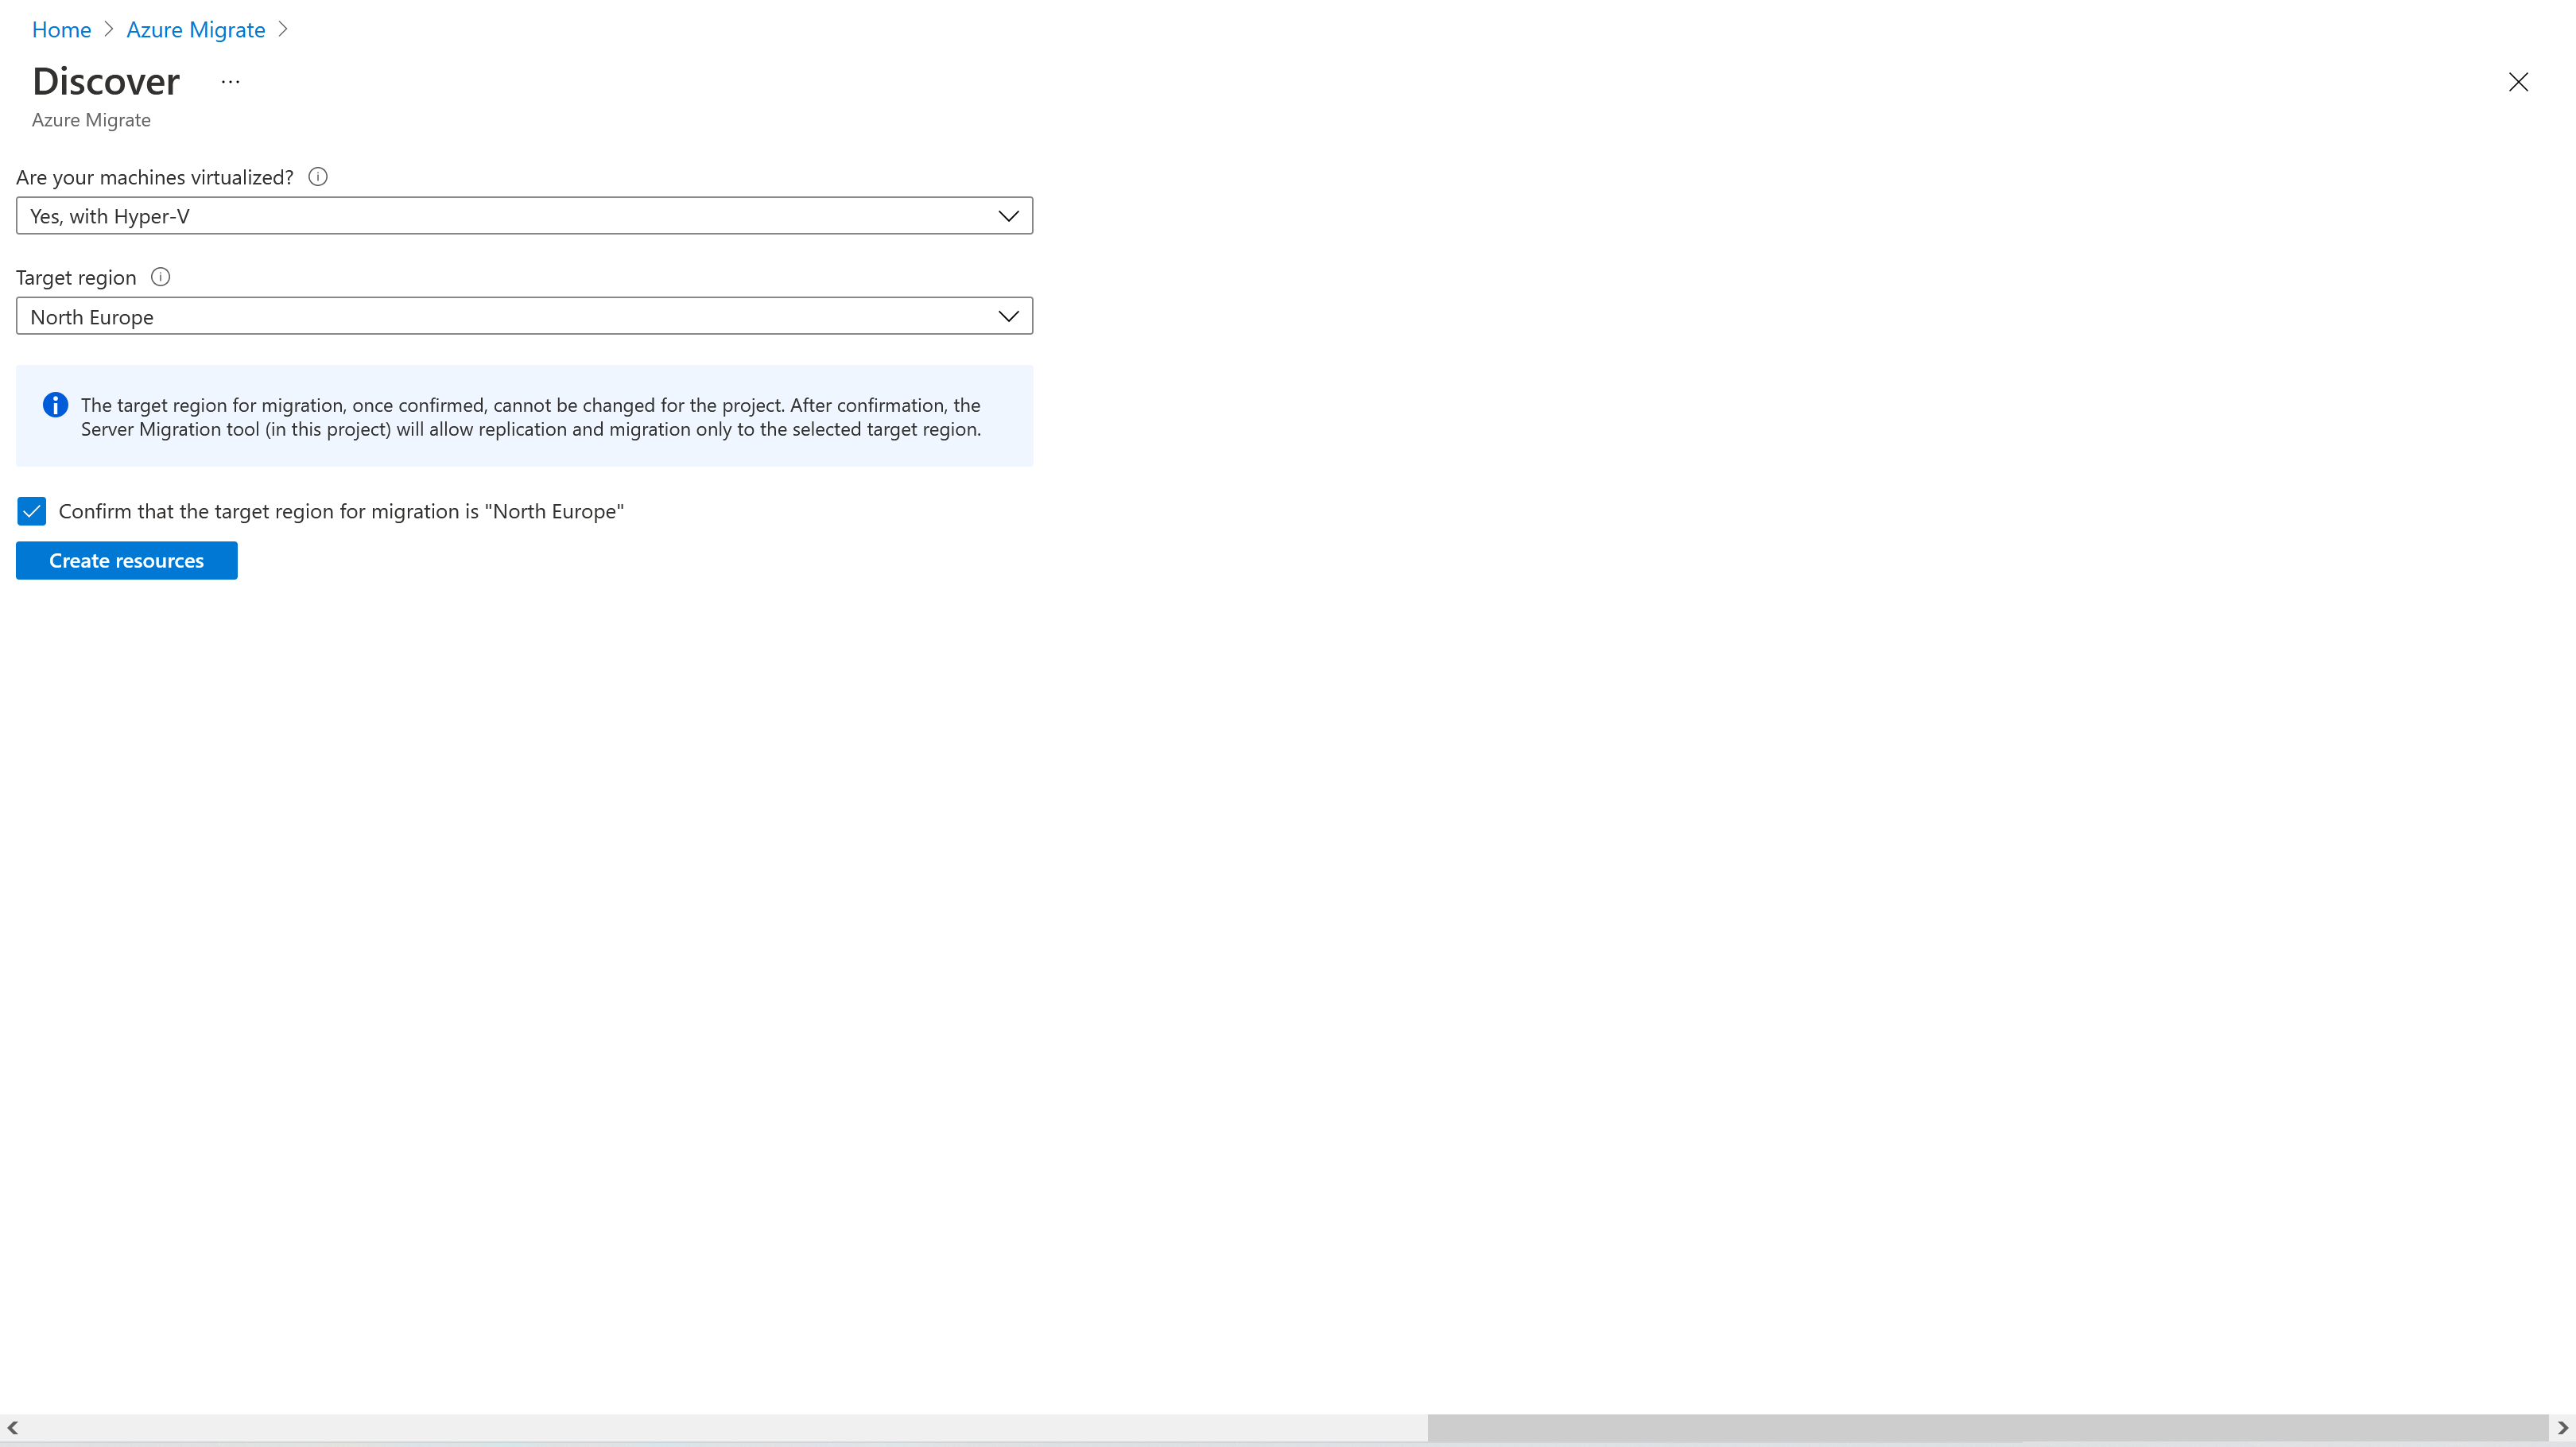 Home > Azure Migrate >
Discover ...
Azure Migrate
Are your machines virtualized?
Yes, with Hyper-V
Target region
North Europe
The target region for migration, once confirmed, cannot be changed for the project. After confirmation, the
Server Migration tool (in this project) will allow replication and migration only to the selected target region.
Confirm that the target region for migration is "North Europe"
Create resources